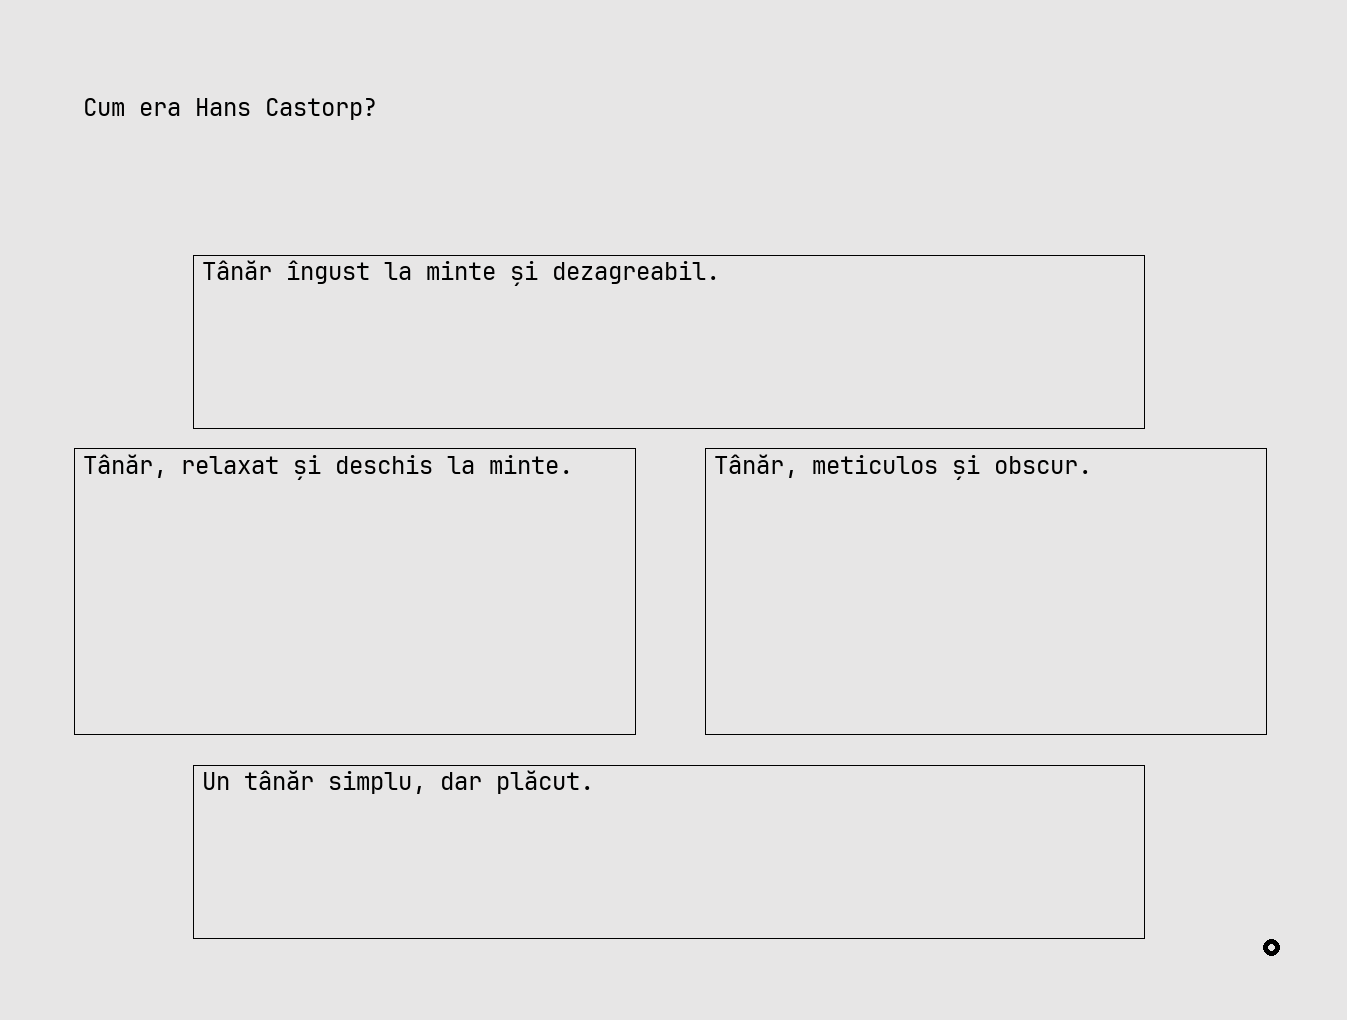 Cum era Hans Castorp?
Tânăr îngust la minte și dezagreabil.
Tânăr, relaxat și deschis la minte.
Tânăr, meticulos și obscur.
Un tânăr simplu, dar plăcut.